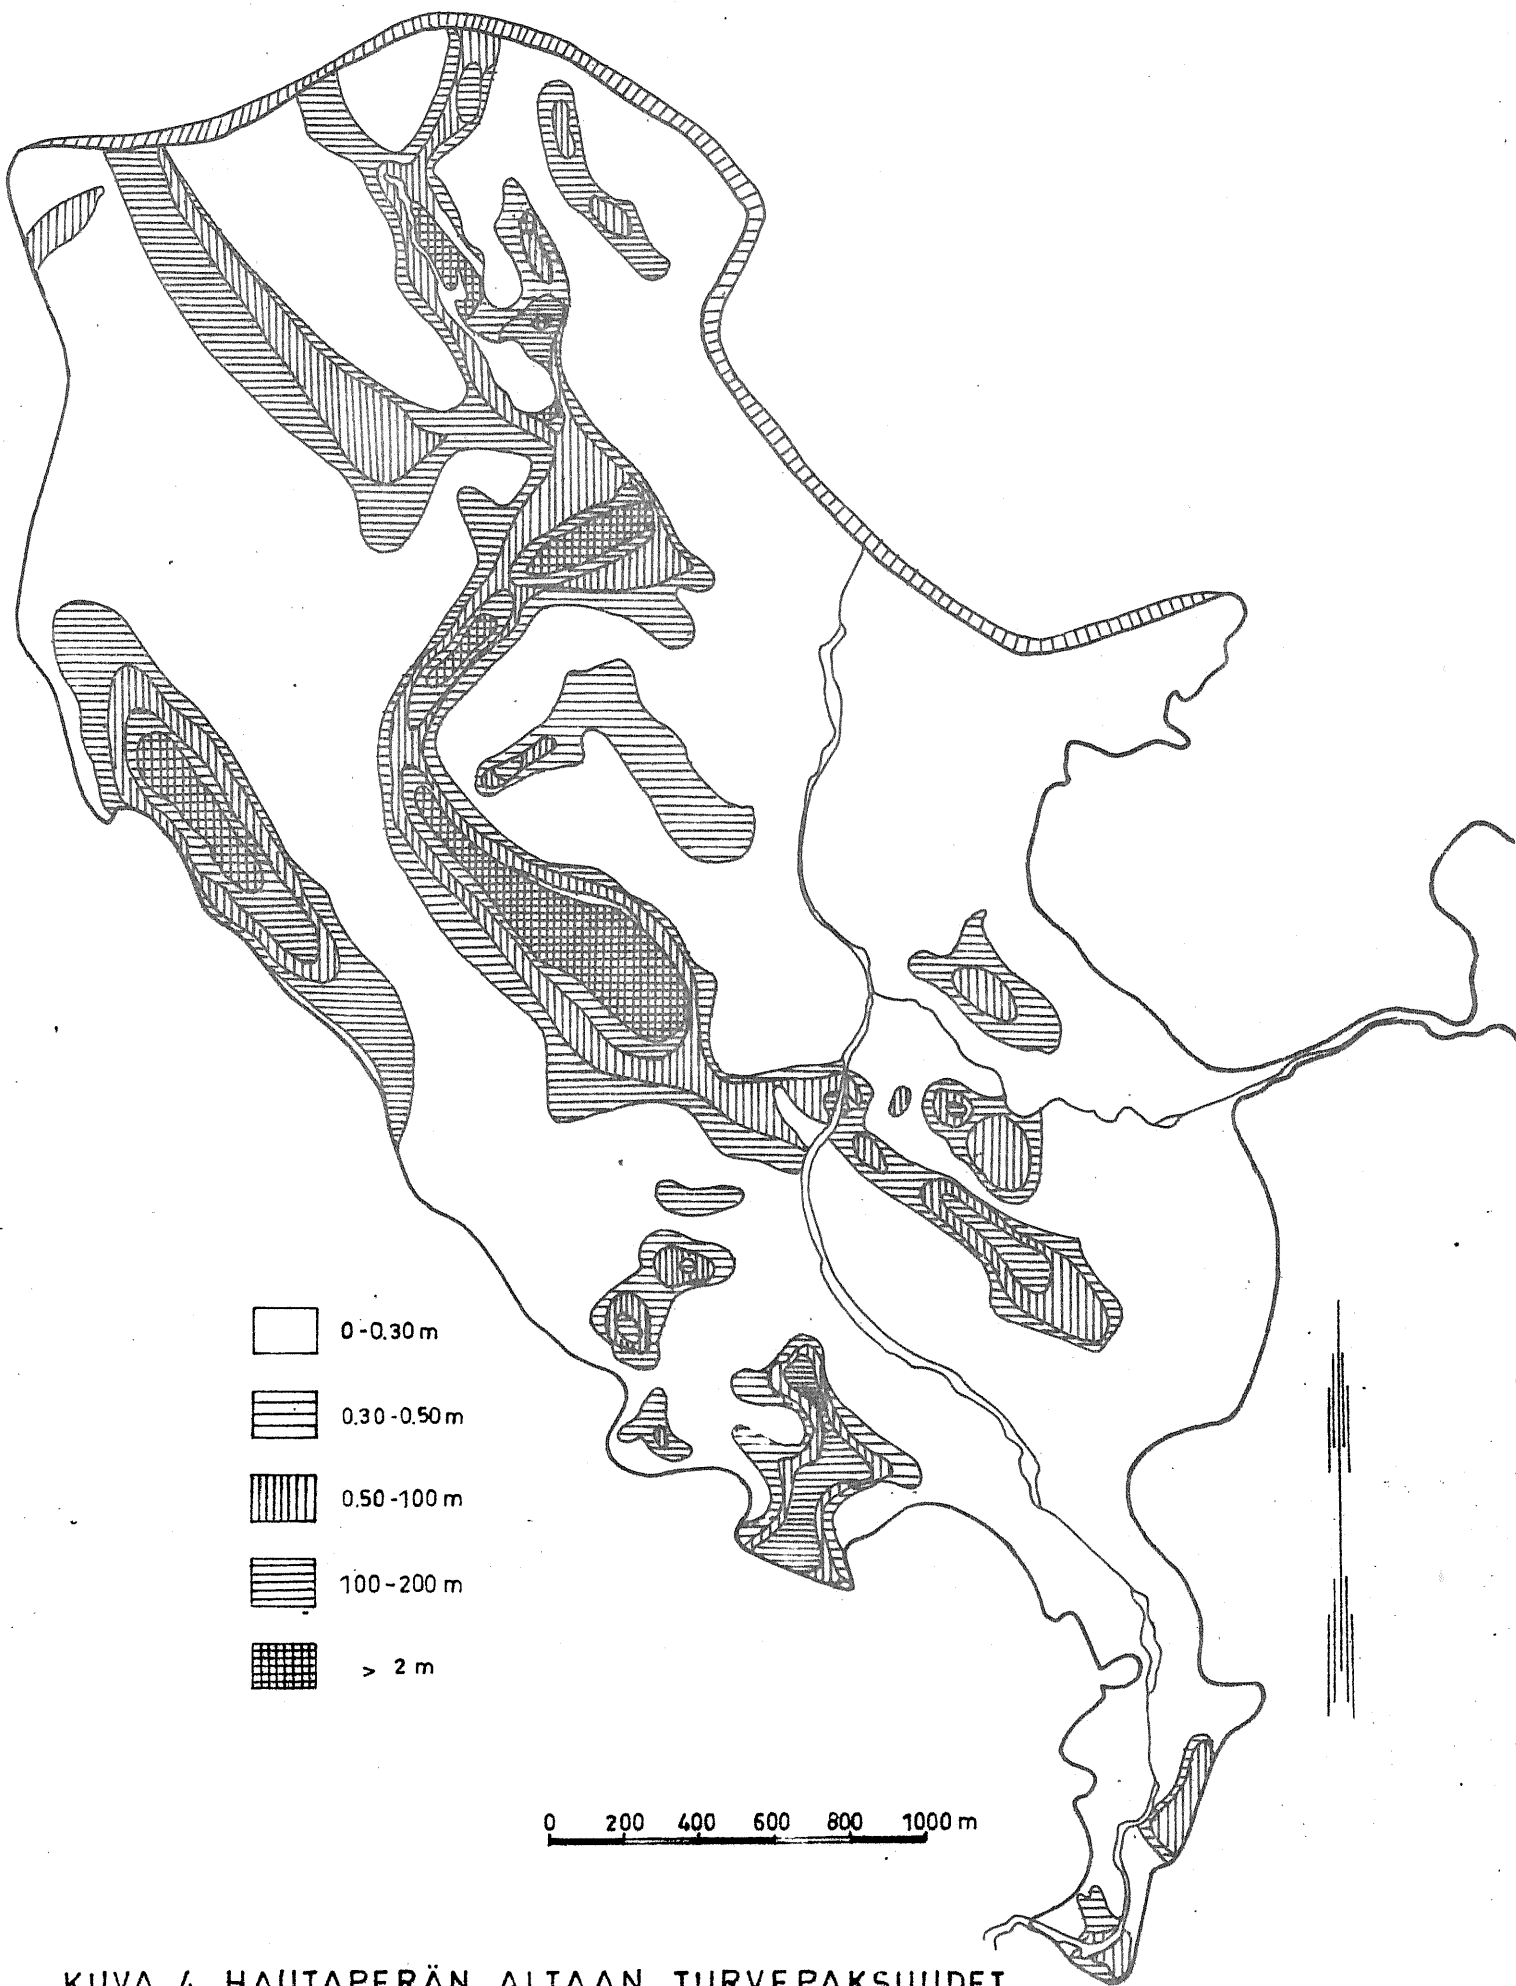 0-0.30 m
0.30-0.50 m
0.50-100 m
100-200 m
> 2 m
0 200 400 600 800 1000 m
KUVA 4 HAUTAPERÄN ALTAAN TURVEPAKSUUDET